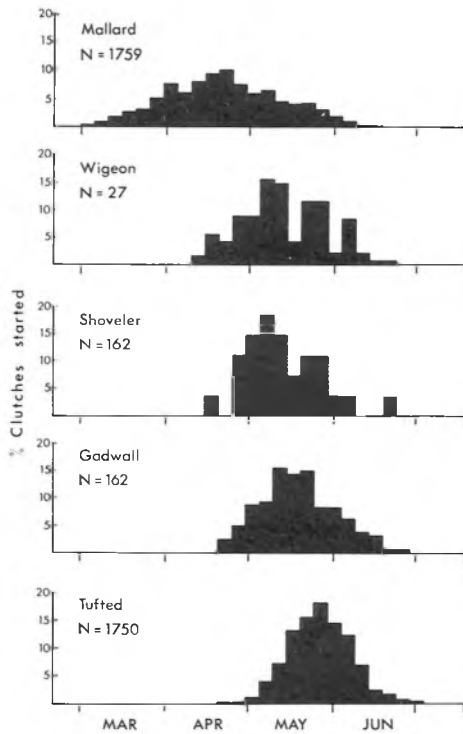 % Clutches started
20
15
10
5
Mallard
N = 1759
20
15
10
5
Wigeon
N = 27
20
15
10
5
Shoveler
N = 162
20
15
10
5
Gadwall
N = 162
20
15
10
5
Tufted
N = 1750
MAR APR MAY JUN